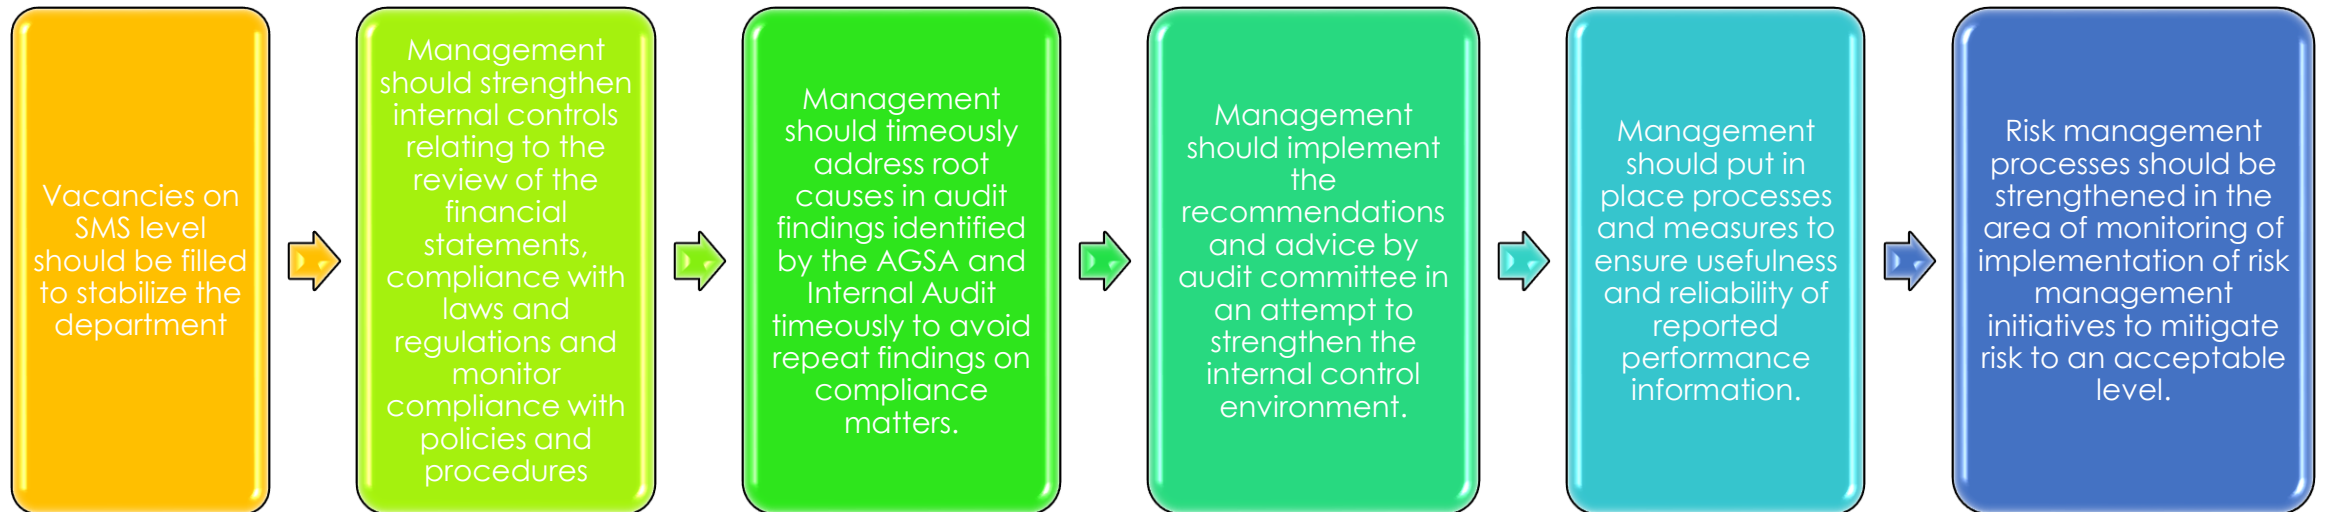 Vacancies on
SMS level
should be filled
to stabilize the
department
Management
should strengthen
internal controls
relating to the
review of the
financial
statements,
compliance with
laws and
regulations and
monitor
compliance with
policies and
procedures
Management
should timeously
address root
causes in audit
findings identified
by the AGSA and
Internal Audit
timeously to avoid
repeat findings on
compliance
matters.
Management
should implement
the
recommendations
and advice by
audit committee in
an attempt to
strengthen the
internal control
environment.
Management
should put in
place processes
and measures to
ensure usefulness
and reliability of
reported
performance
information.
Risk management
processes should be
strengthened in the
area of monitoring of
implementation of risk
management
initiatives to mitigate
risk to an acceptable
level.